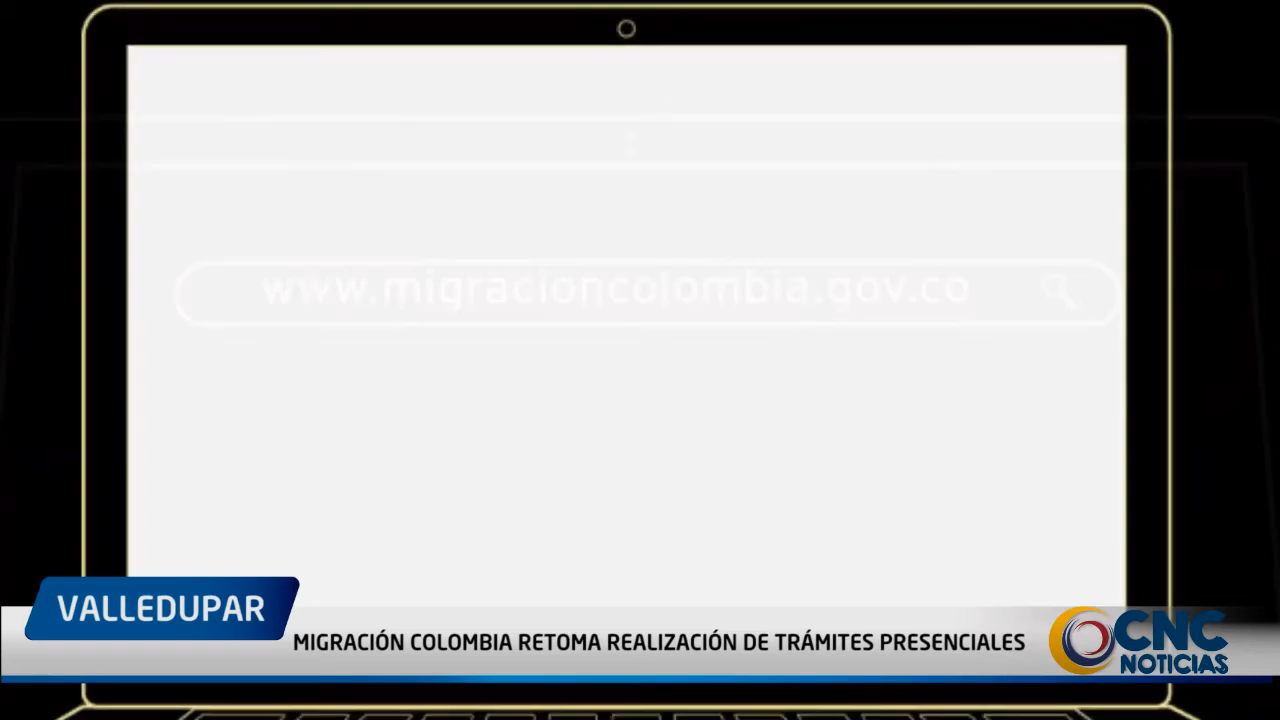 www.migracioncolombia.gov.co
VALLEDUPAR
MIGRACIÓN COLOMBIA RETOMA REALIZACIÓN DE TRÁMITES PRESENCIALES
CNC
NOTICIAS